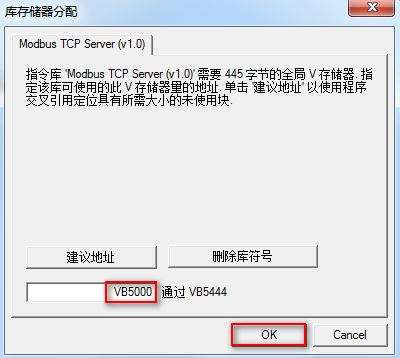 库存储器分配
Modbus TCP Server (v1.0)
指令库 'Modbus TCP Server (v1.0)' 需要 445 字节的全局 V 存储器. 指
定该库可使用的此 V 存储器量的地址. 单击 '建议地址' 以使用程序
交叉引用定位具有所需大小的未使用块.
建议地址
删除库符号
VB5000 通过 VB5444
OK
Cancel